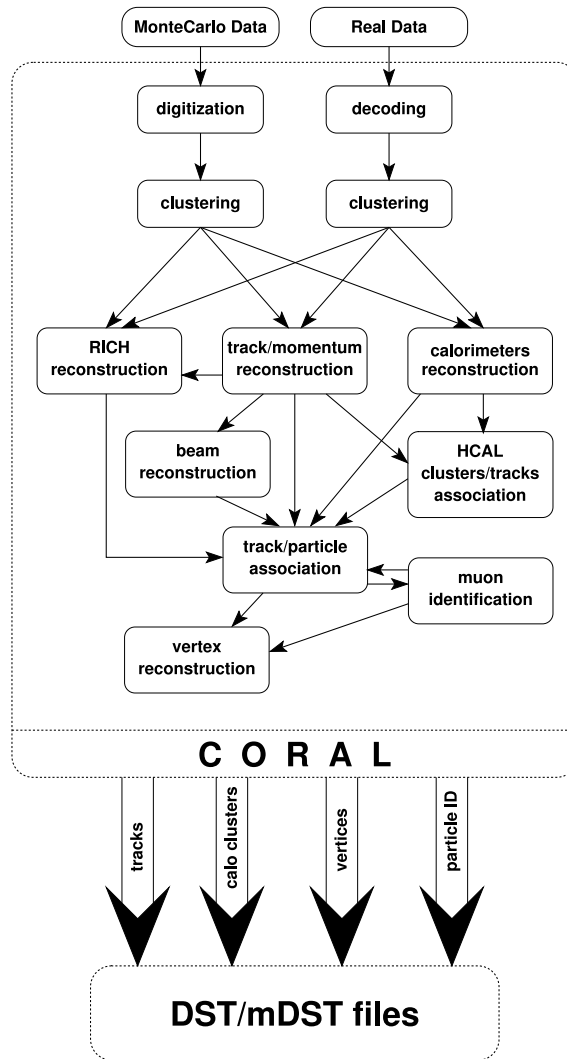 MonteCarlo Data
Real Data
digitization
decoding
clustering
clustering
RICH
reconstruction
track/momentum
reconstruction
calorimeters
reconstruction
beam
reconstruction
HCAL
clusters/tracks
association
track/particle
association
muon
identification
vertex
reconstruction
C O R A L
tracks
calo clusters
vertices
particle ID
DST/mDST files